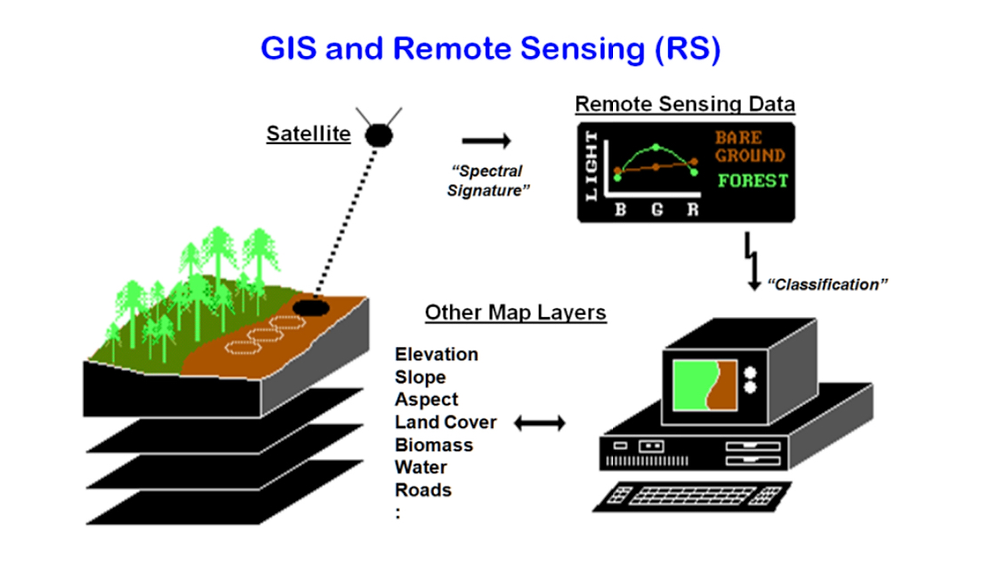 GIS and Remote Sensing (RS)
Satellite
“Spectral
Signature”
Remote Sensing Data
LIGHT
BARE
GROUND
FOREST
B G R
“Classification”
Other Map Layers
Elevation
Slope
Aspect
Land Cover
Biomass
Water
Roads
: